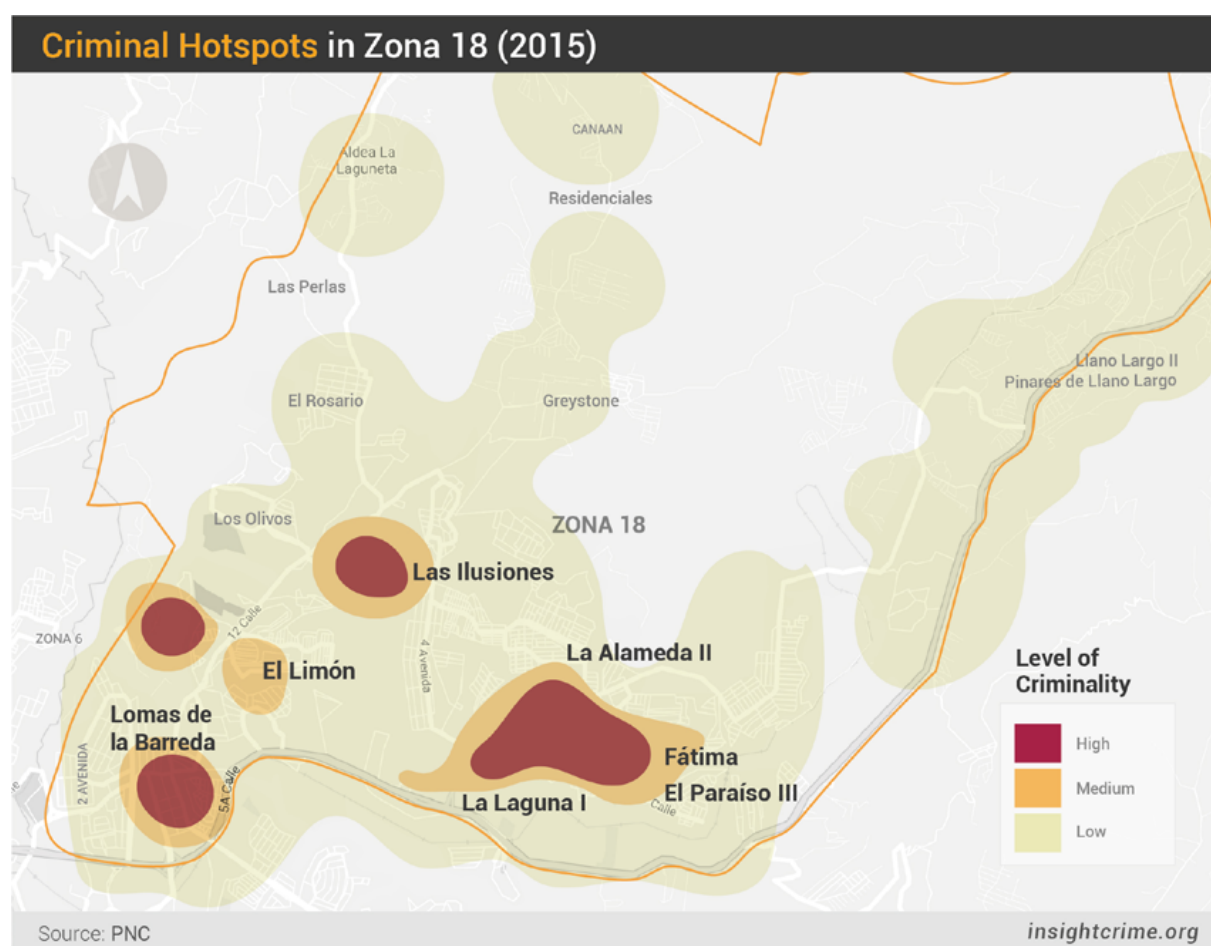 Criminal Hotspots in Zona 18 (2015)
CANAAN
Aldea La
Laguneta
Residenciales
Las Perlas
Llano Largo II
Pinares de Llano Largo
El Rosario
Greystone
Los Olivos
ZONA 18
Las Ilusiones
12 Calle
ZONA 6
4 Avenida
La Alameda II
El Limón
Lomas de
la Barreda
2 AVENIDA
5A Calle
Fátima
El Paraíso III
La Laguna I
Calle
Level of
Criminality
High
Medium
Low
Source: PNC
insightcrime.org